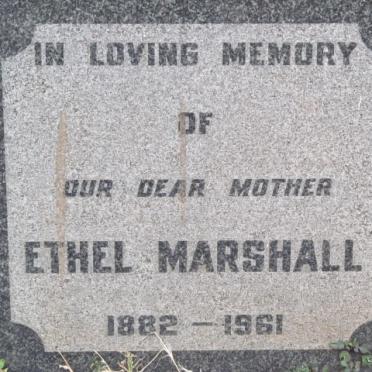 IN LOVING MEMORY
OF
OUR DEAR MOTHER
ETHEL MARSHALL
1882 – 1961